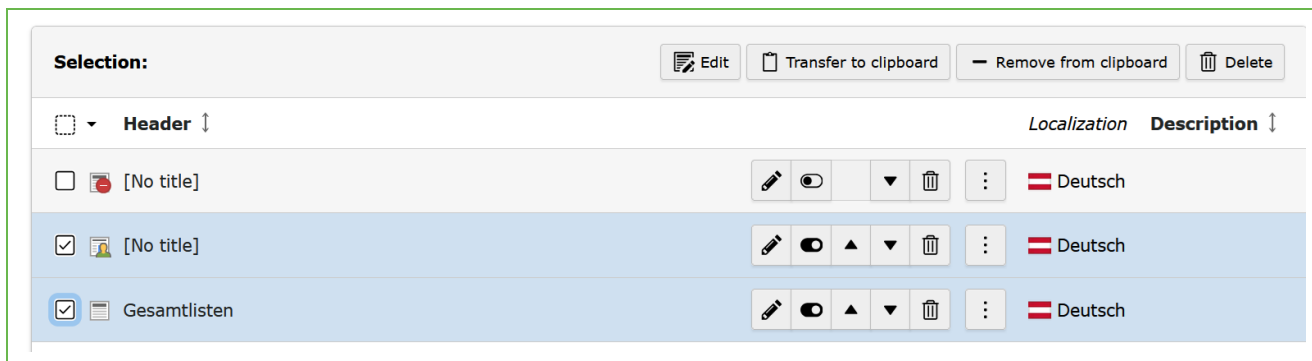 Selection: Edit Transfer to clipboard Remove from clipboard Delete
Header Localization Description
[No title] Deutsch
[No title] Deutsch
Gesamtlisten Deutsch